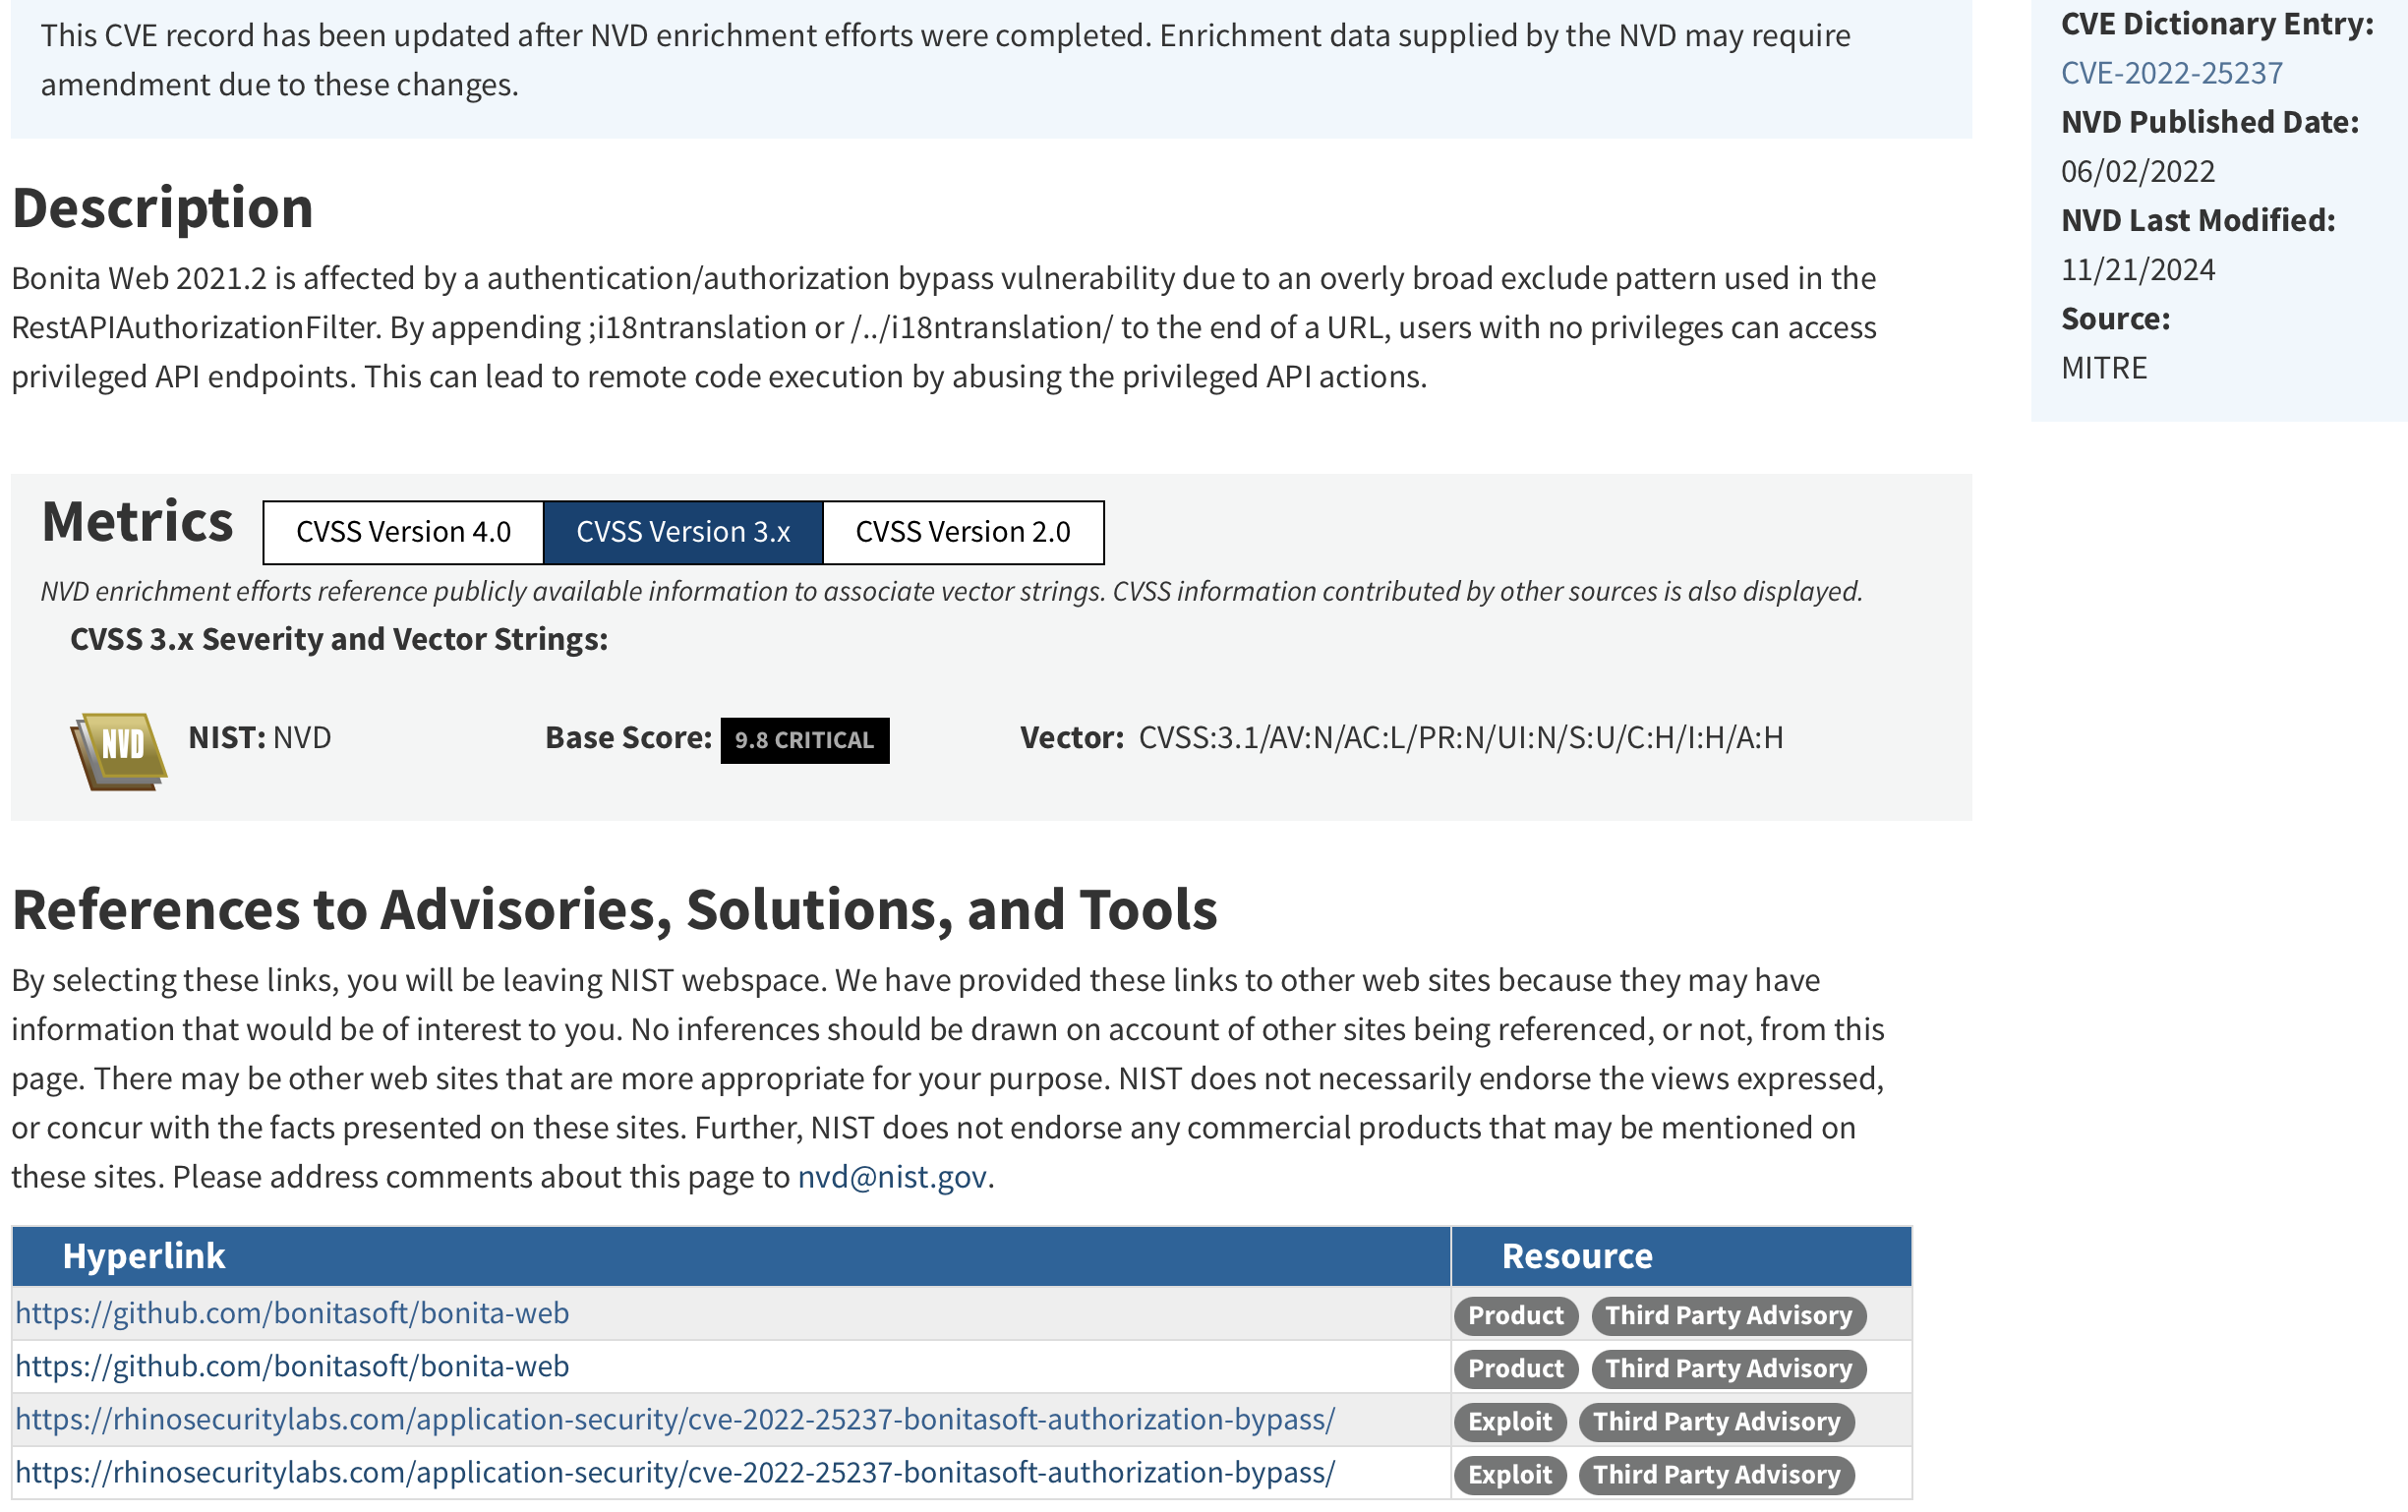 This CVE record has been updated after NVD enrichment efforts were completed. Enrichment data supplied by the NVD may require
amendment due to these changes.
Description
Bonita Web 2021.2 is affected by a authentication/authorization bypass vulnerability due to an overly broad exclude pattern used in the
RestAPIAuthorizationFilter. By appending ;i18ntranslation or /../i18ntranslation/ to the end of a URL, users with no privileges can access
privileged API endpoints. This can lead to remote code execution by abusing the privileged API actions.
Metrics
CVSS Version 4.0
CVSS Version 3.x
CVSS Version 2.0
NVD enrichment efforts reference publicly available information to associate vector strings. CVSS information contributed by other sources is also displayed.
CVSS 3.x Severity and Vector Strings:
NVD
NIST: NVD
Base Score: 9.8 CRITICAL
Vector: CVSS:3.1/AV:N/AC:L/PR:N/UI:N/S:U/C:H/I:H/A:H
References to Advisories, Solutions, and Tools
By selecting these links, you will be leaving NIST webspace. We have provided these links to other web sites because they may have
information that would be of interest to you. No inferences should be drawn on account of other sites being referenced, or not, from this
page. There may be other web sites that are more appropriate for your purpose. NIST does not necessarily endorse the views expressed,
or concur with the facts presented on these sites. Further, NIST does not endorse any commercial products that may be mentioned on
these sites. Please address comments about this page to nvd@nist.gov.
Hyperlink Resource
https://github.com/bonitasoft/bonita-web Product Third Party Advisory
https://github.com/bonitasoft/bonita-web Product Third Party Advisory
https://rhinosecuritylabs.com/application-security/cve-2022-25237-bonitasoft-authorization-bypass/ Exploit Third Party Advisory
https://rhinosecuritylabs.com/application-security/cve-2022-25237-bonitasoft-authorization-bypass/ Exploit Third Party Advisory
CVE Dictionary Entry:
CVE-2022-25237
NVD Published Date:
06/02/2022
NVD Last Modified:
11/21/2024
Source:
MITRE